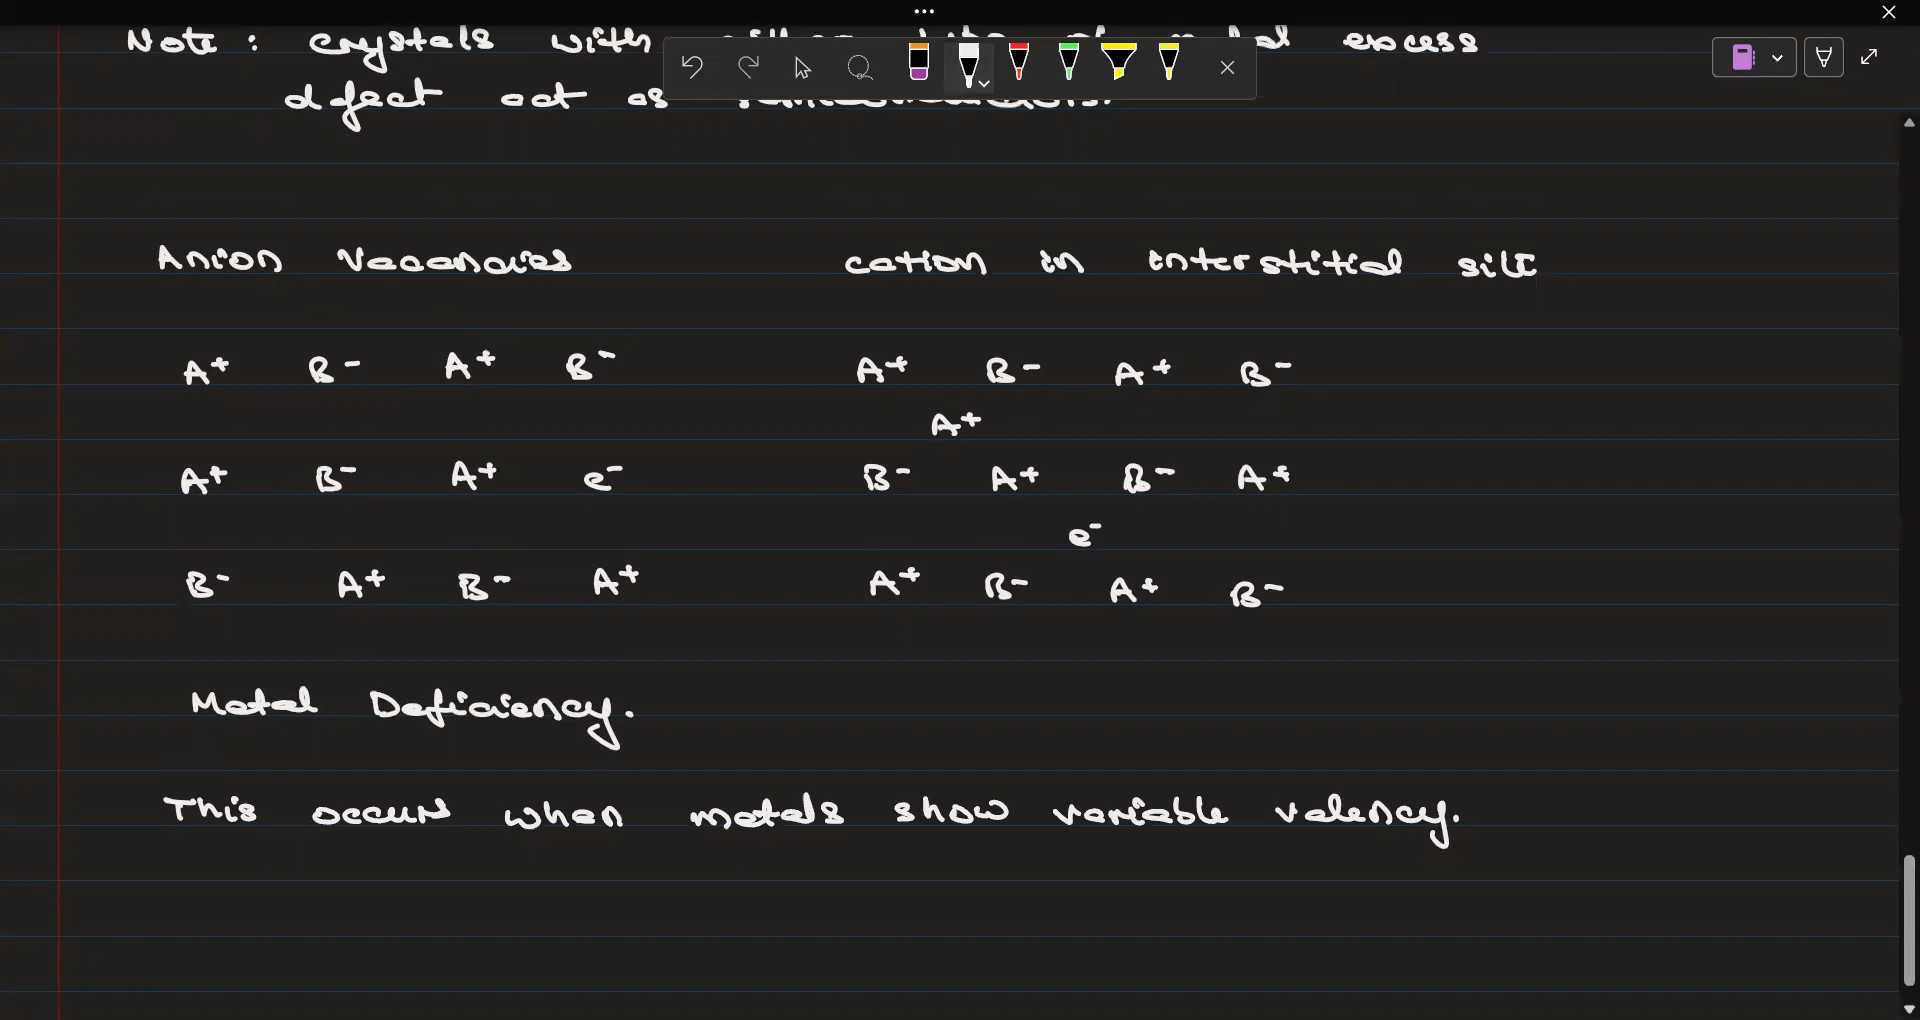 Note : crystals with excess
defect act as
Anion Vacancies cation in interstitial site
A+ B- A+ B- A+ B- A+ B-
A+
A+ B- A+ e- B- A+ B- A+
e-
B- A+ B- A+ A+ B- A+ B-
Metal Deficiency.
This occurs when metals show variable valency.